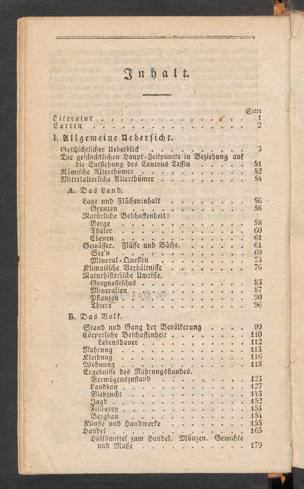 Inhalt.
Seite
Literatur . . . 1
Carten . . . 2
I. Allgemeine Uebersicht.
Geschichtlicher Ueberblick . . . 3
Die geschichtlichen Haupt-Zeitpuncte in Beziehung auf
die Entstehung des Cantons Tessin . . . 51
Römische Alterthümer . . . 52
Mittelalterliche Alterthümer . . . 54
A. Das Land.
Lage und Flächeninhalt . . . 56
Grenzen . . . 58
Natürliche Beschaffenheit:
Berge . . . 58
Thäler . . . 60
Ebenen . . . 61
Gewässer. Flüsse und Bäche. . . . 61
See'n . . . 69
Mineral-Quellen . . . 73
Klimatische Verhältnisse . . . 76
Naturhistorische Umrisse.
Geognostisches . . . 83
Mineralien . . . 87
Pflanzen . . . 90
Thiere . . . 96
B. Das Volk.
Stand und Gang der Bevölkerung . . . 99
Cörperliche Beschaffenheit . . . 110
Lebensdauer . . . 112
Nahrung . . . 113
Kleidung . . . 116
Wohnung . . . 118
Ergebnisse des Nahrungsstandes.
Vermögenszustand . . . 123
Landbau . . . 127
Viehzucht . . . 143
Jagd . . . 152
Fischerey . . . 153
Bergbau . . . 154
Künste und Handwerke . . . 155
Handel . . . 165
Hülfsmittel zum Handel. Münzen. Gewichte
und Maße . . . 179